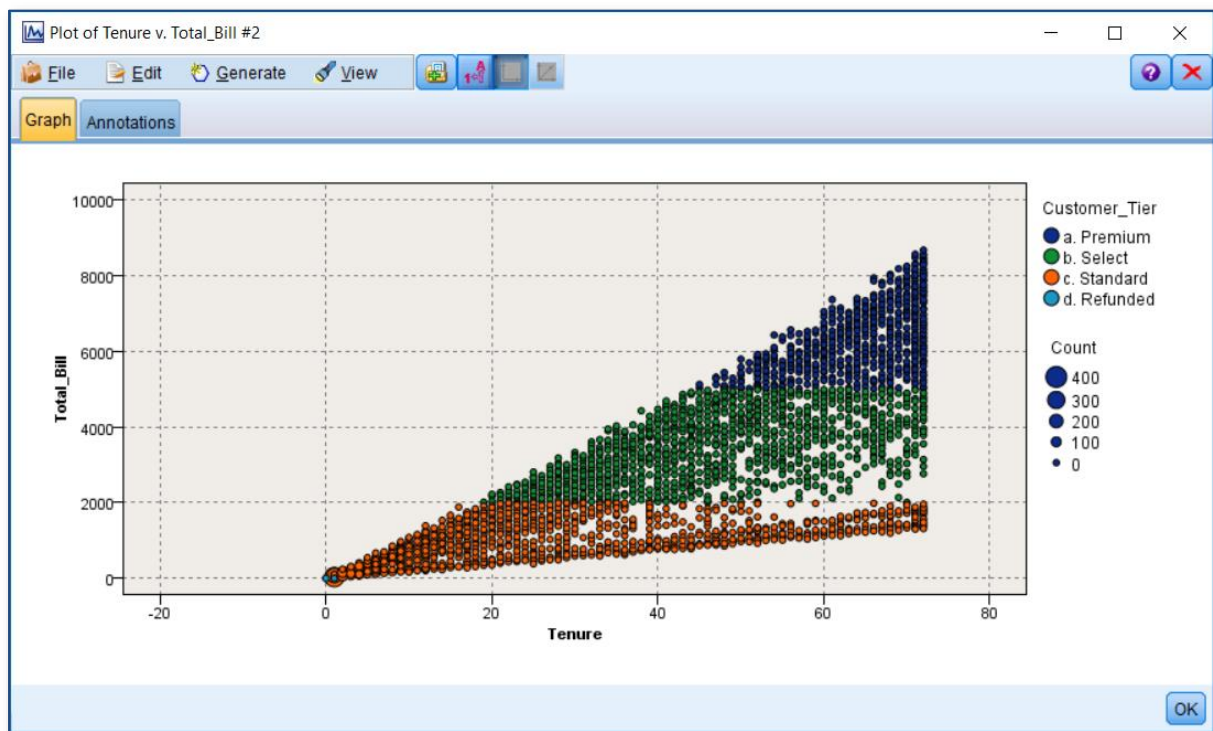 Plot of Tenure v. Total_Bill #2
File Edit Generate View
Graph Annotations
Total_Bill
10000
8000
6000
4000
2000
0
-20 0 20 40 60 80
Tenure
Customer_Tier
a. Premium
b. Select
c. Standard
d. Refunded
Count
400
300
200
100
0
OK